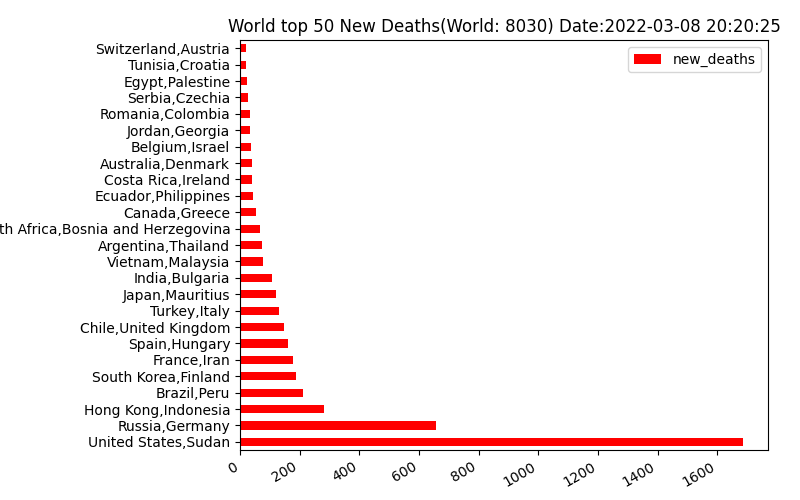 World top 50 New Deaths(World: 8030) Date:2022-03-08 20:20:25
new_deaths
Switzerland,Austria
Tunisia,Croatia
Egypt,Palestine
Serbia,Czechia
Romania,Colombia
Jordan,Georgia
Belgium,Israel
Australia,Denmark
Costa Rica,Ireland
Ecuador,Philippines
Canada,Greece
th Africa,Bosnia and Herzegovina
Argentina,Thailand
Vietnam,Malaysia
India,Bulgaria
Japan,Mauritius
Turkey,Italy
Chile,United Kingdom
Spain,Hungary
France,Iran
South Korea,Finland
Brazil,Peru
Hong Kong,Indonesia
Russia,Germany
United States,Sudan
0 200 400 600 800 1000 1200 1400 1600